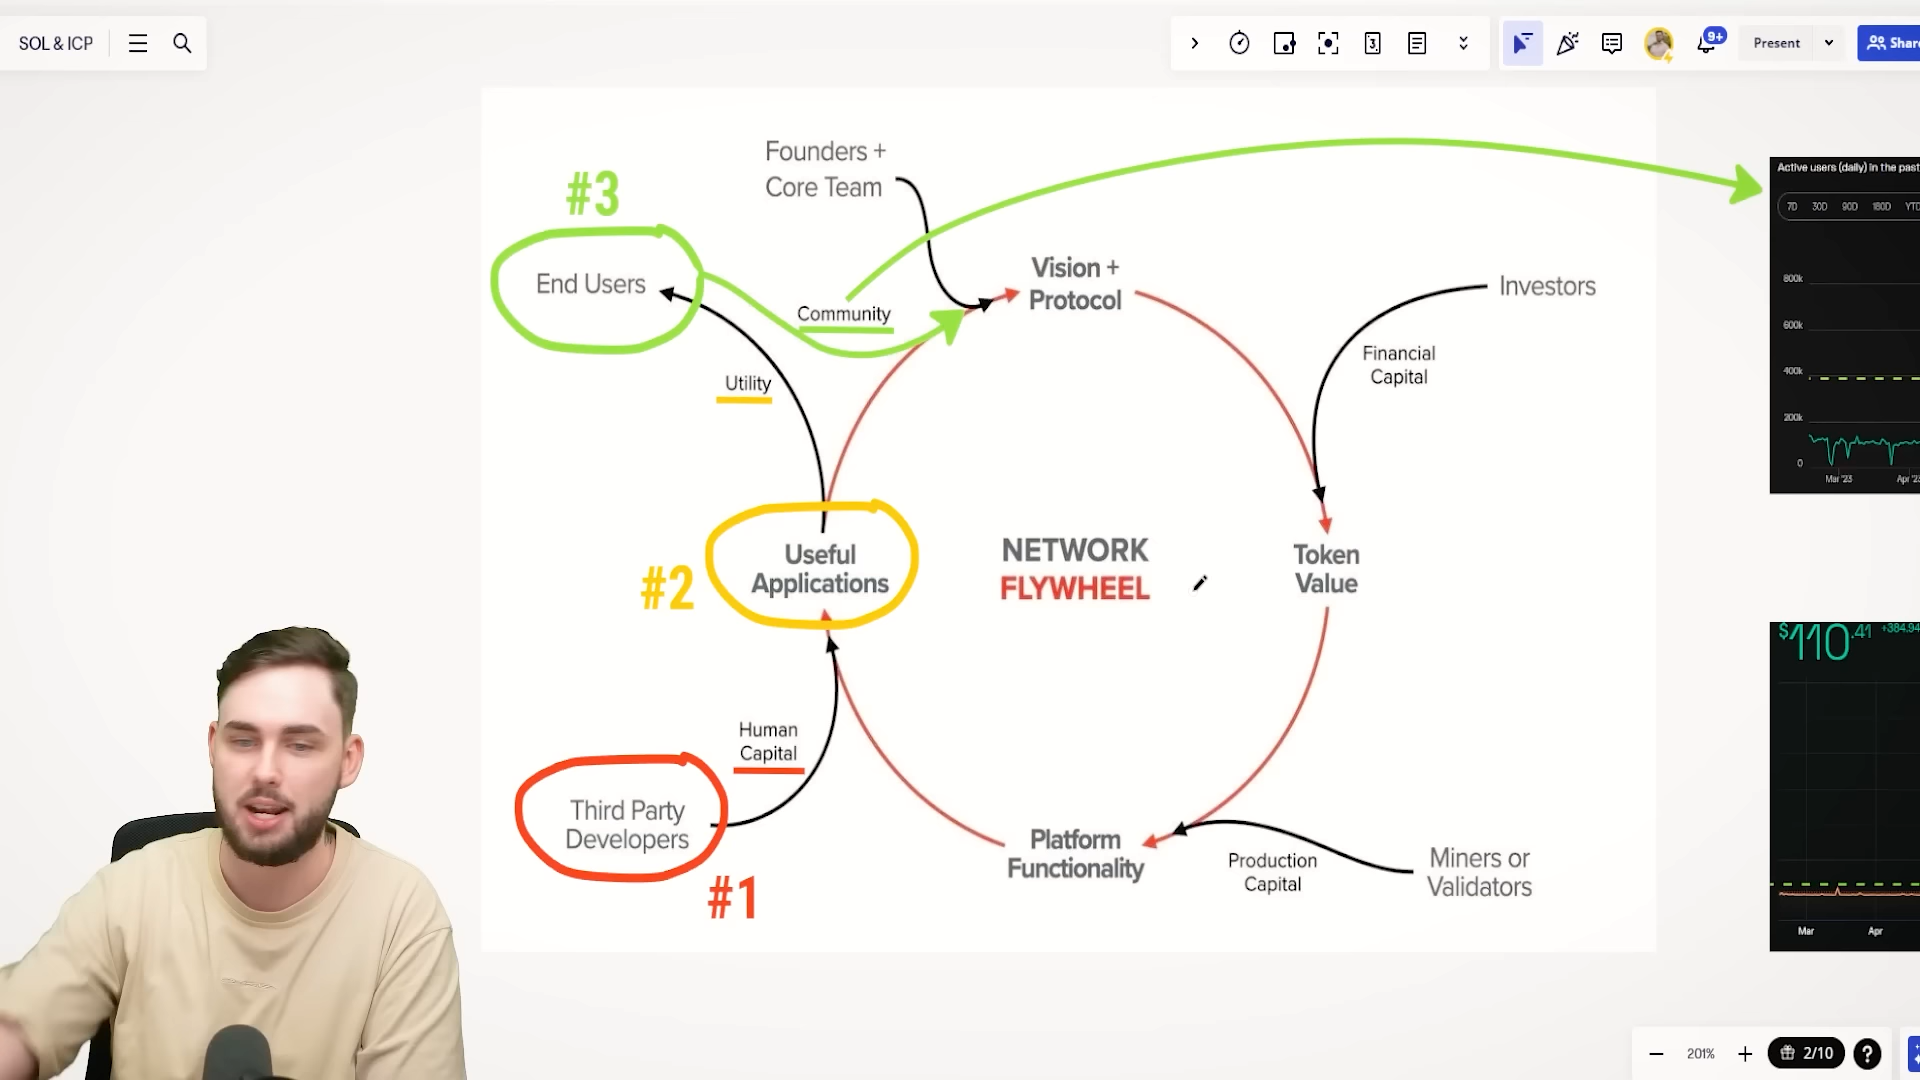 SOL & ICP
9+
Present
Share
Founders +
Core Team
#3
End Users
Community
Vision +
Protocol
Investors
Financial
Capital
Utility
Useful
Applications
#2
NETWORK
FLYWHEEL
Token
Value
Human
Capital
Third Party
Developers
#1
Platform
Functionality
Production
Capital
Miners or
Validators
Active users (daily) in the past
7D 30D 90D 180D YTD
800k
600k
400k
200k
0
Mar '23 Apr '23
$110.41 +384.94
Mar Apr
201%
2/10
?